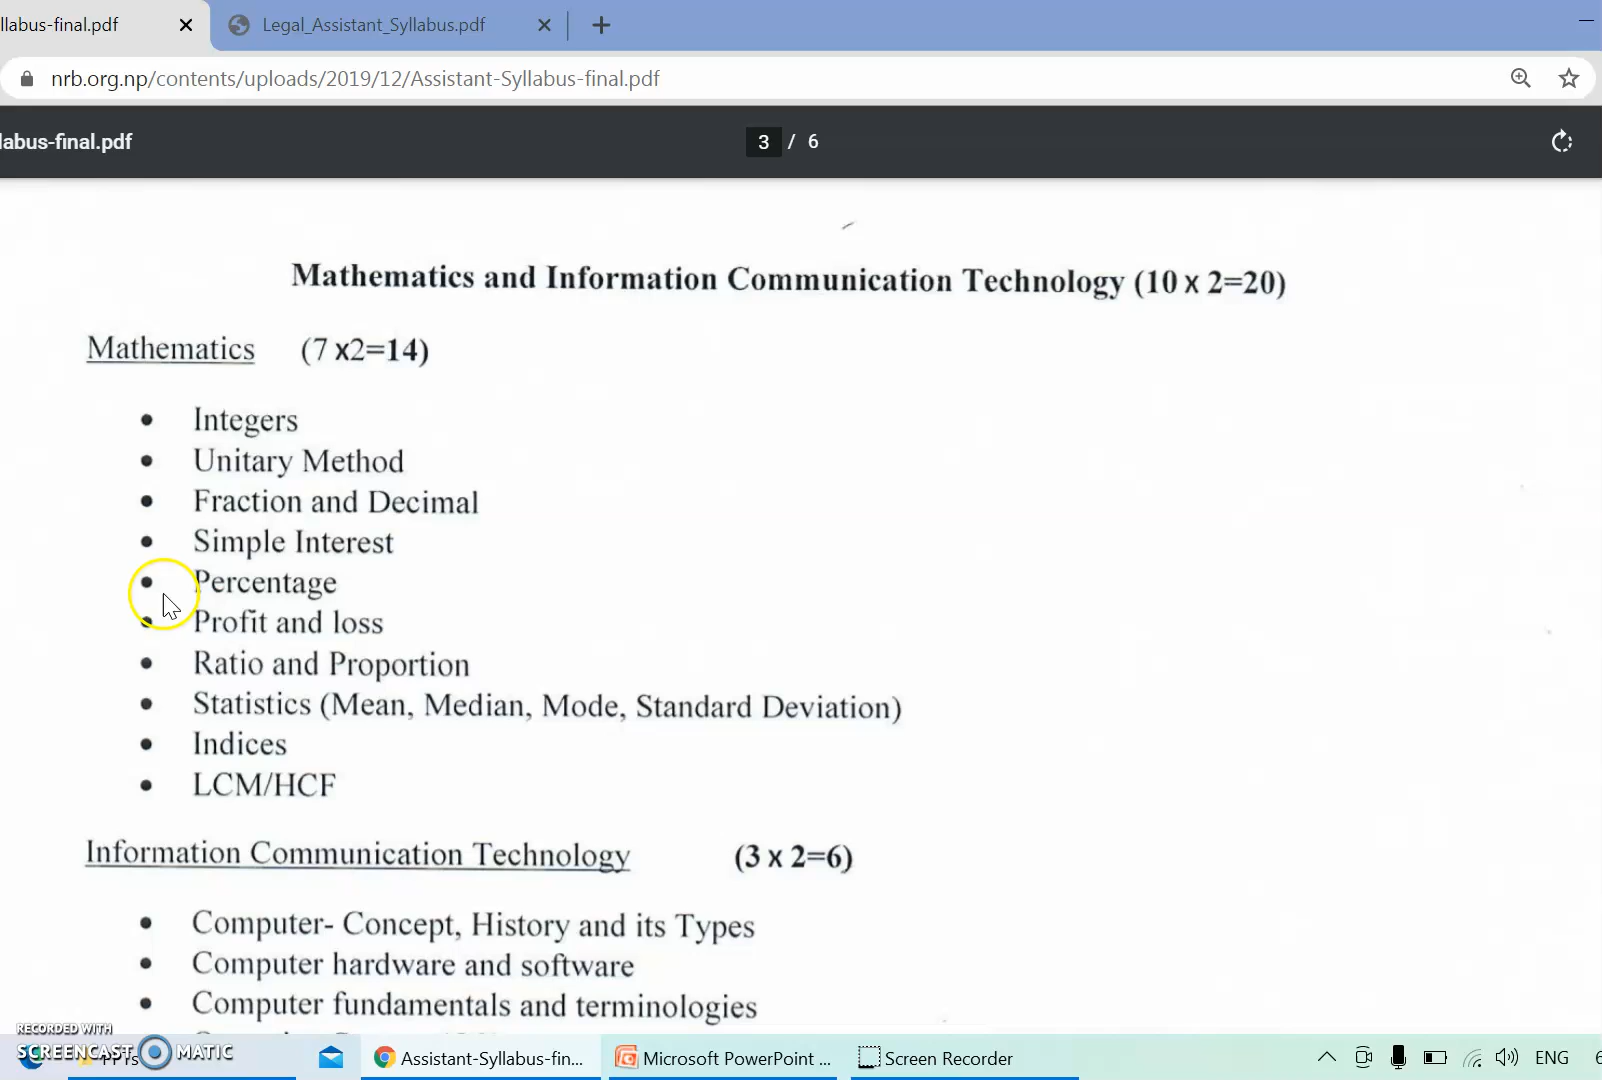 llabus-final.pdf
Legal_Assistant_Syllabus.pdf
nrb.org.np/contents/uploads/2019/12/Assistant-Syllabus-final.pdf
labus-final.pdf
3 / 6
Mathematics and Information Communication Technology (10 x 2=20)
Mathematics (7 x2=14)
• Integers
• Unitary Method
• Fraction and Decimal
• Simple Interest
• Percentage
• Profit and loss
• Ratio and Proportion
• Statistics (Mean, Median, Mode, Standard Deviation)
• Indices
• LCM/HCF
Information Communication Technology (3 x 2=6)
• Computer- Concept, History and its Types
• Computer hardware and software
• Computer fundamentals and terminologies
RECORDED WITH
SCREENCAST MATIC
Assistant-Syllabus-fin...
Microsoft PowerPoint ...
Screen Recorder
ENG
6